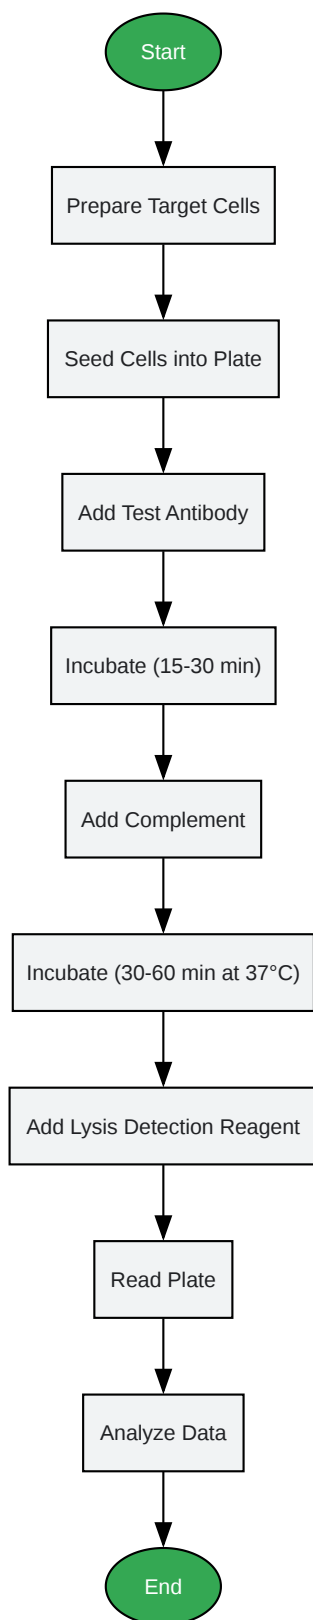 Start
Prepare Target Cells
Seed Cells into Plate
Add Test Antibody
Incubate (15-30 min)
Add Complement
Incubate (30-60 min at 37°C)
Add Lysis Detection Reagent
Read Plate
Analyze Data
End